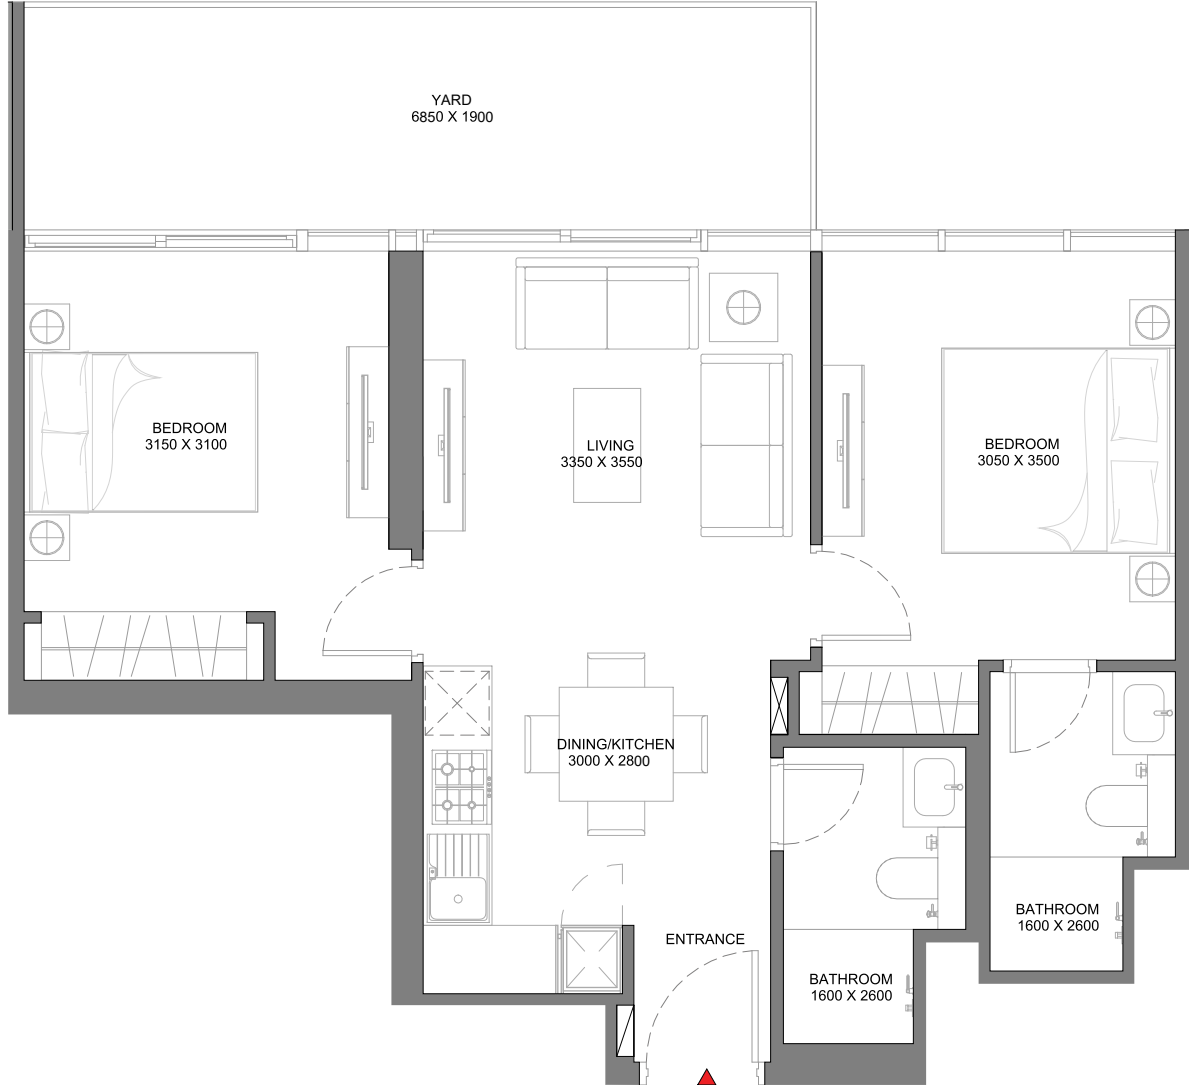 YARD
6850 X 1900
BEDROOM
3150 X 3100
LIVING
3350 X 3550
BEDROOM
3050 X 3500
DINING/KITCHEN
3000 X 2800
BATHROOM
1600 X 2600
ENTRANCE
BATHROOM
1600 X 2600